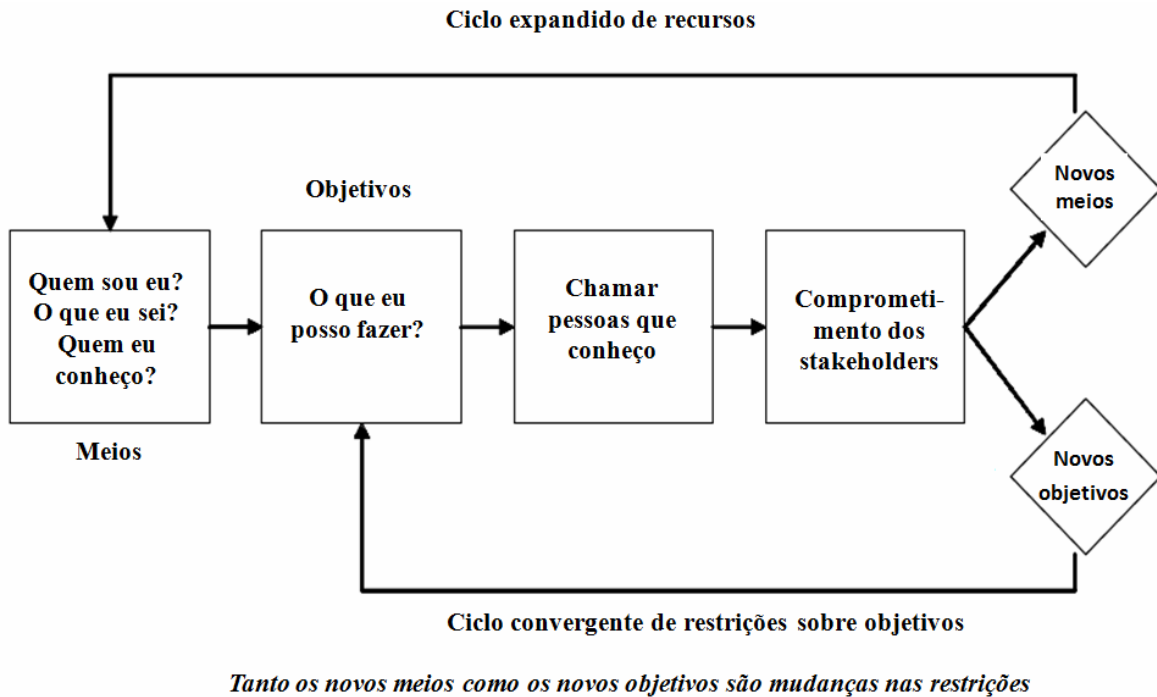 Ciclo expandido de recursos
Novos
meios
Objetivos
Quem sou eu?
O que eu sei?
Quem eu
conheço?
O que eu
posso fazer?
Chamar
pessoas que
conheço
Comprometi-
mento dos
stakeholders
Meios
Novos
objetivos
Ciclo convergente de restrições sobre objetivos
Tanto os novos meios como os novos objetivos são mudanças nas restrições